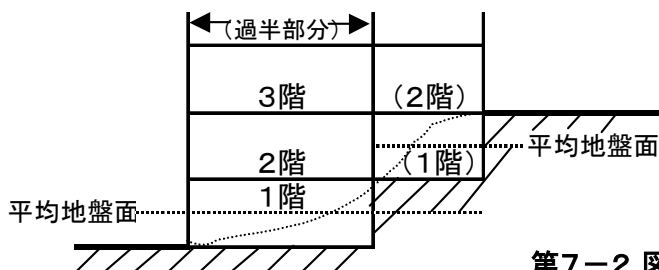 (過半部分)
3階 (2階)
平均地盤面
2階 (1階)
1階
平均地盤面
第7-2図